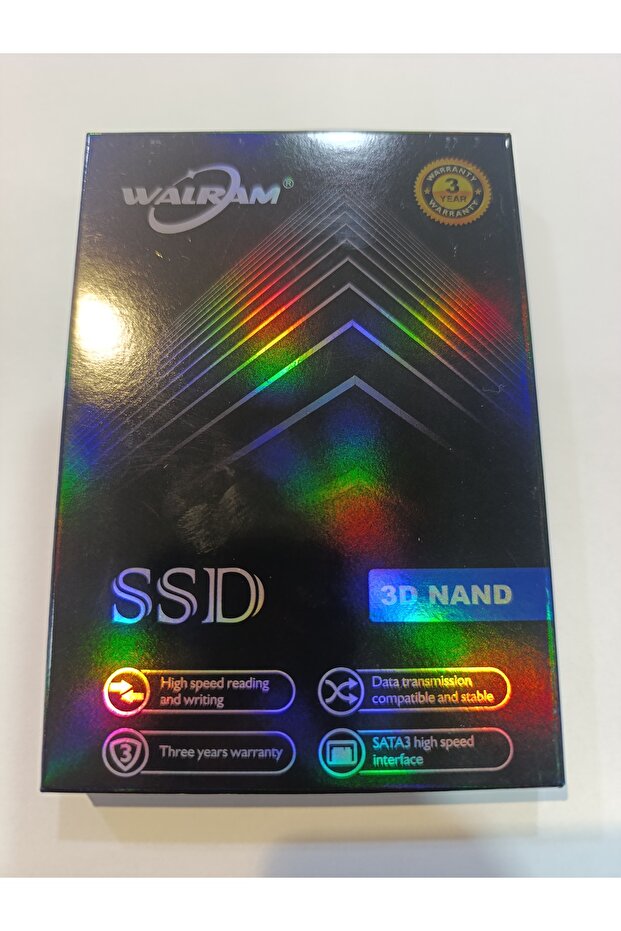 WALRAM®
WARRANTY
3
YEAR
WARRANTY
SSD
3D NAND
High speed reading
and writing
Data transmission
compatible and stable
3
Three years warranty
SATA3 high speed
interface